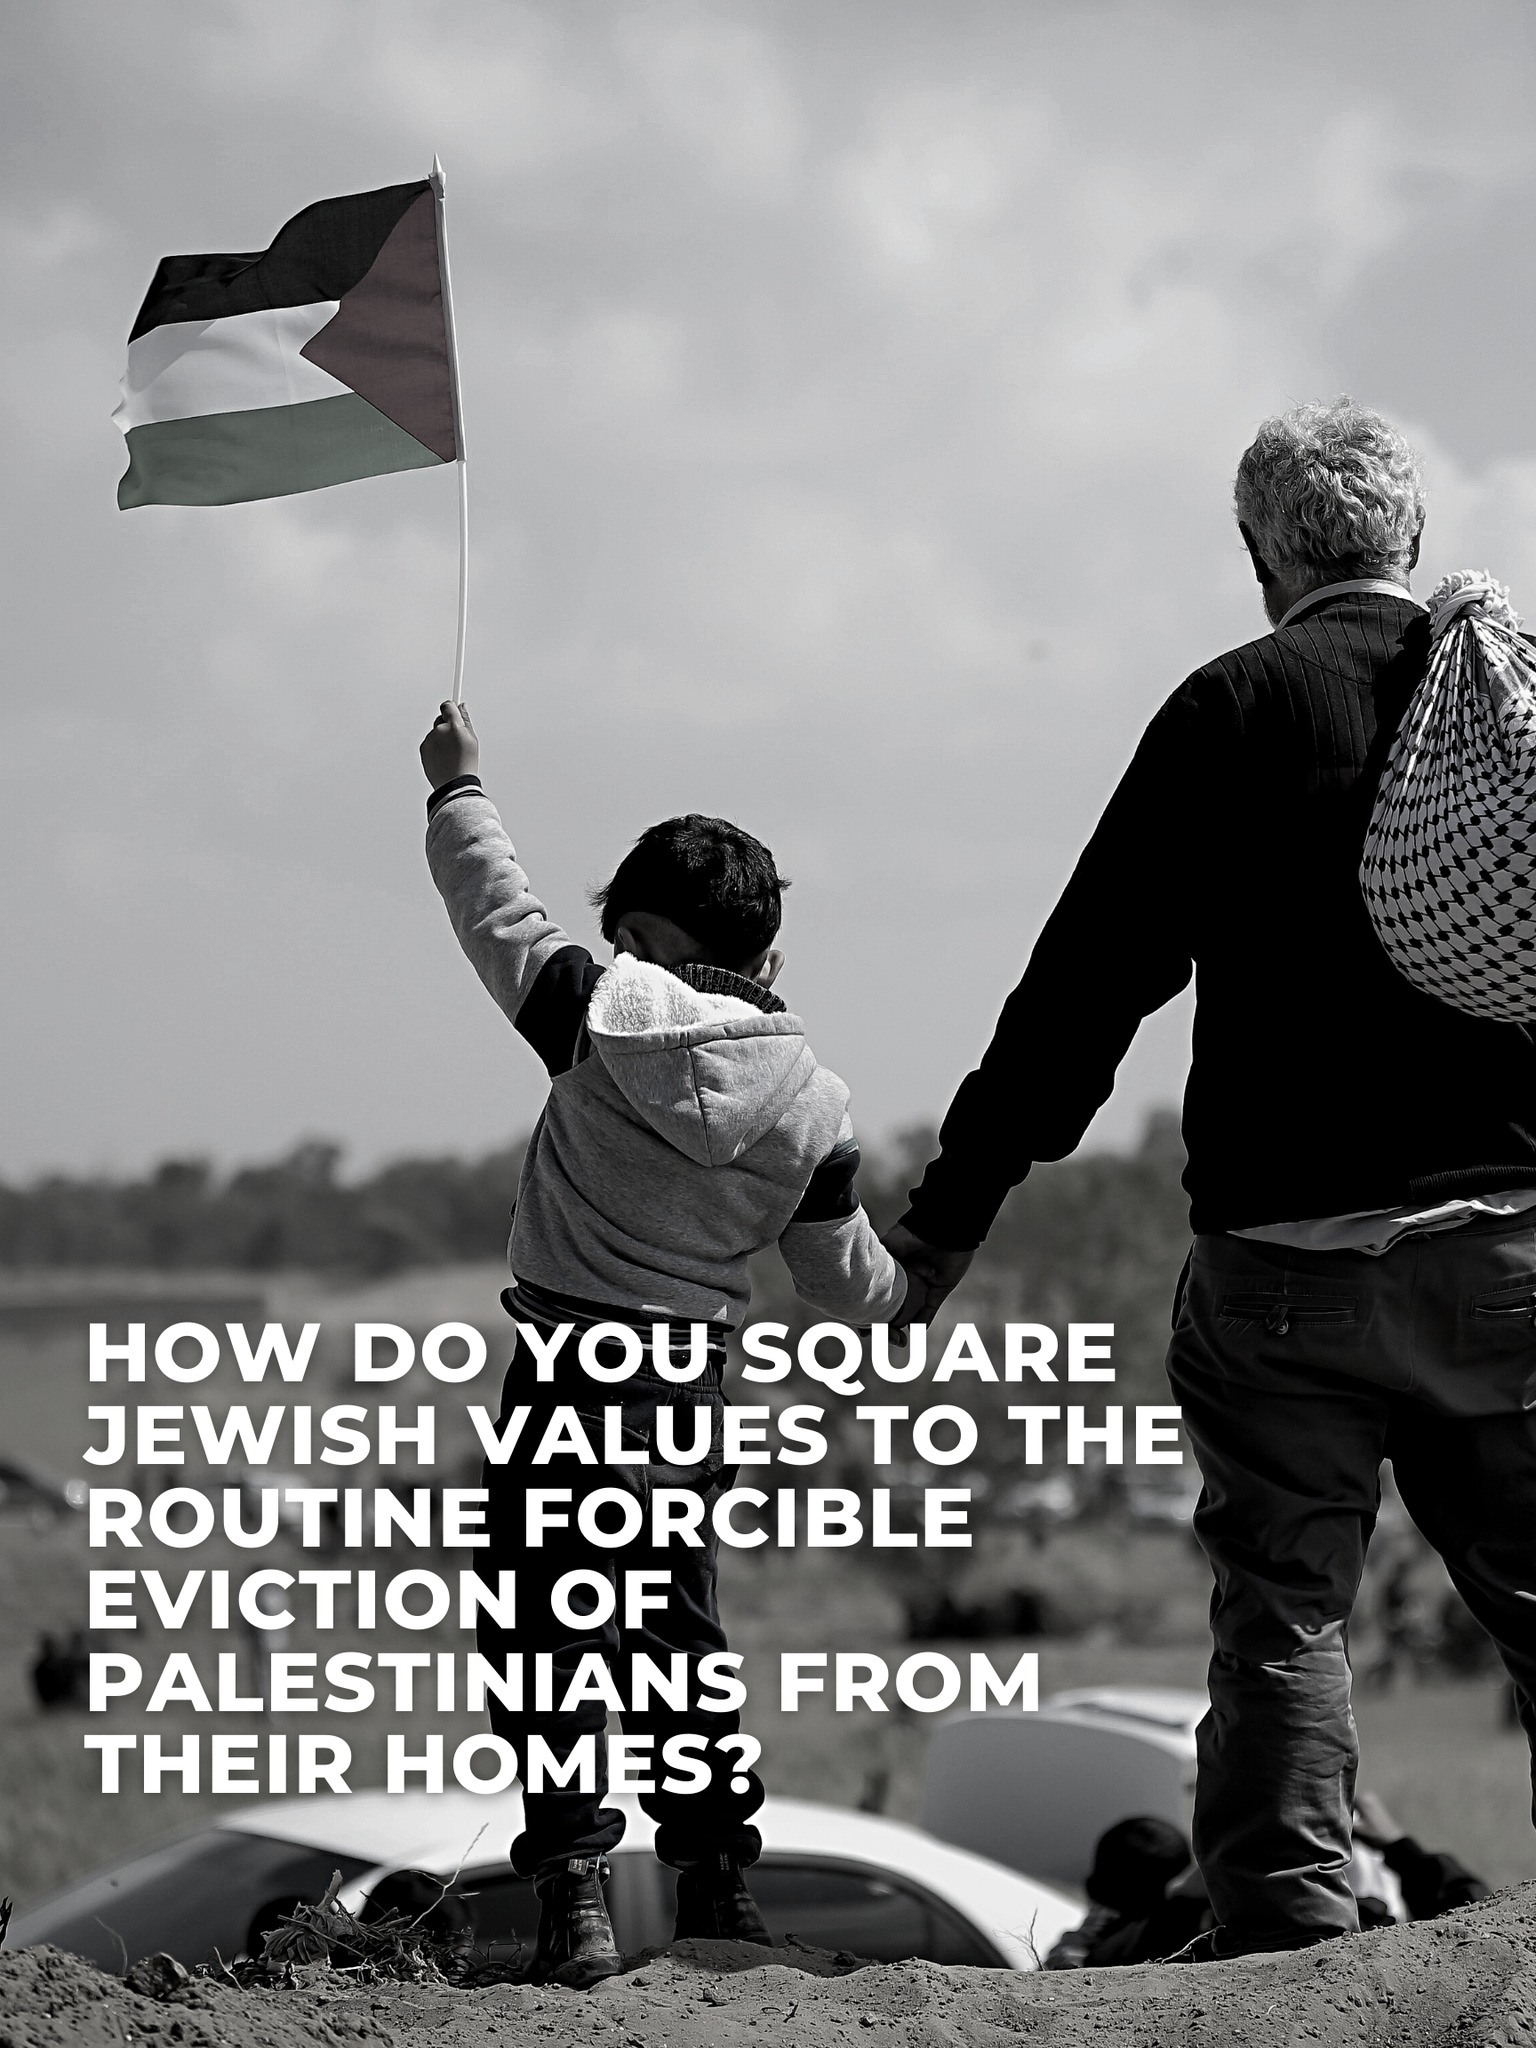 HOW DO YOU SQUARE
JEWISH VALUES TO THE
ROUTINE FORCIBLE
EVICTION OF
PALESTINIANS FROM
THEIR HOMES?